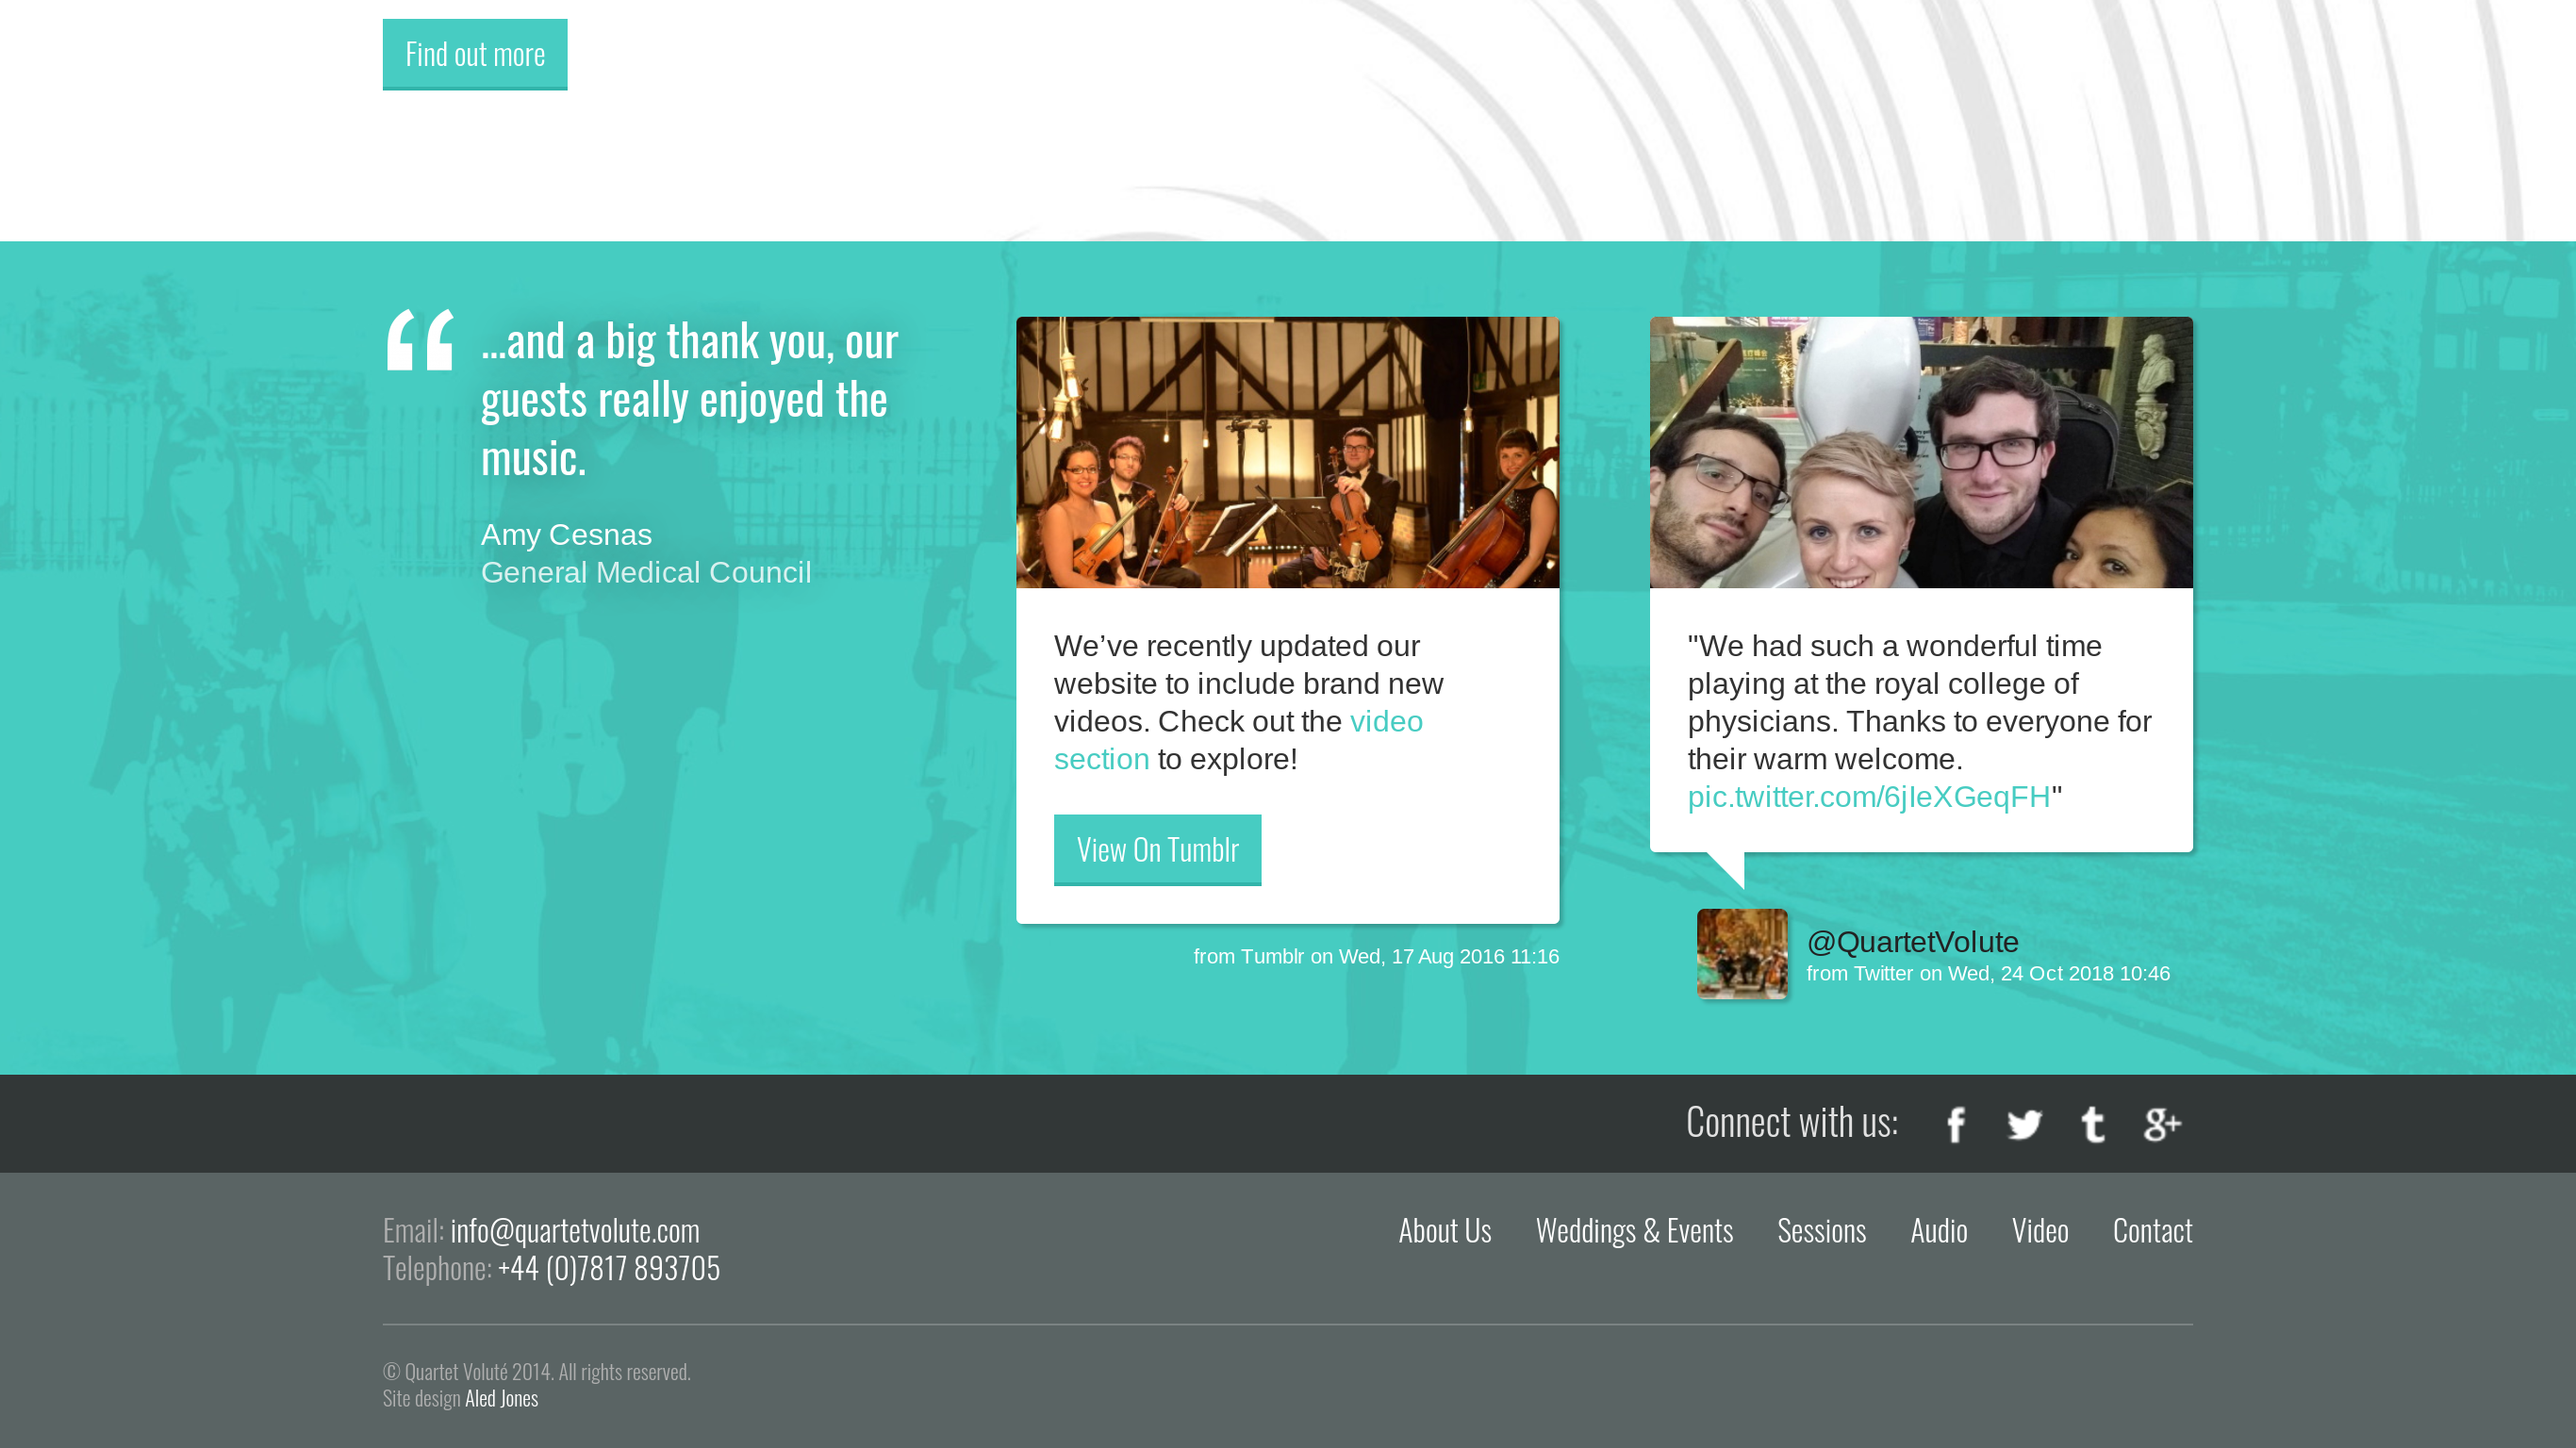 Find out more
“
...and a big thank you, our
guests really enjoyed the
music.
Amy Cesnas
General Medical Council
We’ve recently updated our
website to include brand new
videos. Check out the video
section to explore!
View On Tumblr
from Tumblr on Wed, 17 Aug 2016 11:16
"We had such a wonderful time
playing at the royal college of
physicians. Thanks to everyone for
their warm welcome.
pic.twitter.com/6jIeXGeqFH"
@QuartetVolute
from Twitter on Wed, 24 Oct 2018 10:46
Connect with us:
Email: info@quartetvolute.com
Telephone: +44 (0)7817 893705
About Us Weddings & Events Sessions Audio Video Contact
© Quartet Voluté 2014. All rights reserved.
Site design Aled Jones